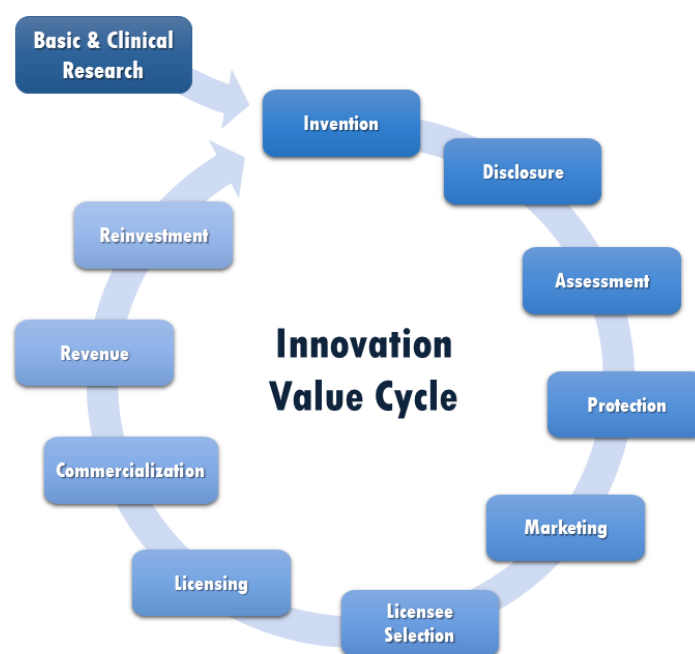 Basic & Clinical
Research
Invention
Disclosure
Assessment
Protection
Marketing
Licensee
Selection
Licensing
Commercialization
Revenue
Reinvestment
Innovation
Value Cycle